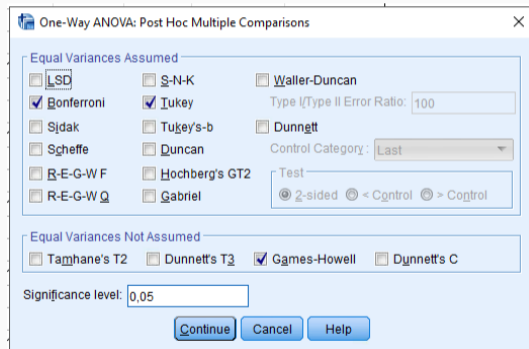 One-Way ANOVA: Post Hoc Multiple Comparisons
Equal Variances Assumed
LSD S-N-K Waller-Duncan
Bonferroni Tukey Type I/Type II Error Ratio: 100
Sidak Tukey's-b Dunnett
Scheffe Duncan Control Category: Last
R-E-G-W F Hochberg's GT2 Test
R-E-G-W Q Gabriel 2-sided < Control > Control
Equal Variances Not Assumed
Tamhane's T2 Dunnett's T3 Games-Howell Dunnett's C
Significance level: 0,05
Continue Cancel Help